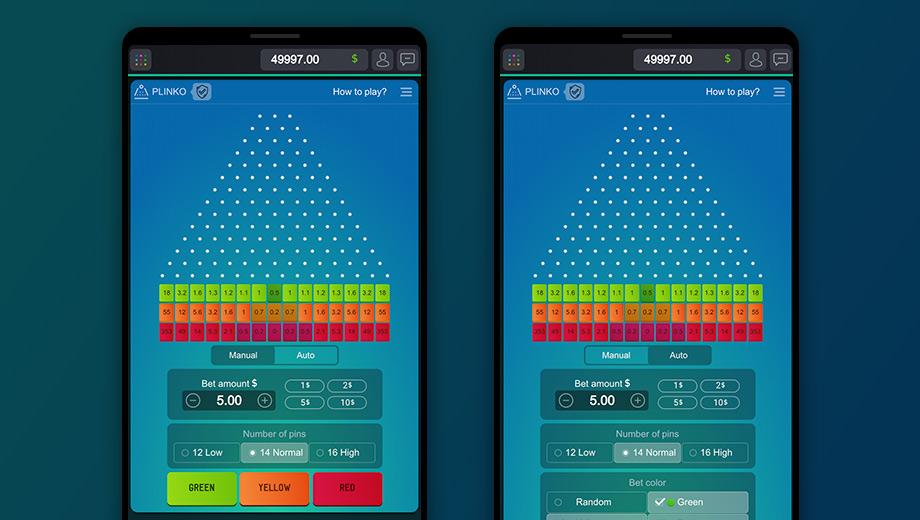 49997.00 $
PLINKO How to play?
18 3.2 1.6 1.3 1.2 1.1 1 0.5 1 1.1 1.2 1.3 1.6 3.2 18
55 12 5.6 3.2 1.6 1 0.7 0.2 0.7 1 1.6 3.2 5.6 12 55
353 49 14 5.3 2.1 0.5 0.2 0 0.2 0.5 2.1 5.3 14 49 353
Manual Auto
Bet amount $ 1$ 2$
5.00 5$ 10$
Number of pins
12 Low 14 Normal 16 High
GREEN YELLOW RED
49997.00 $
PLINKO How to play?
18 3.2 1.6 1.3 1.2 1.1 1 0.5 1 1.1 1.2 1.3 1.6 3.2 18
55 12 5.6 3.2 1.6 1 0.7 0.2 0.7 1 1.6 3.2 5.6 12 55
353 49 14 5.3 2.1 0.5 0.2 0 0.2 0.5 2.1 5.3 14 49 353
Manual Auto
Bet amount $ 1$ 2$
5.00 5$ 10$
Number of pins
12 Low 14 Normal 16 High
Bet color
Random Green